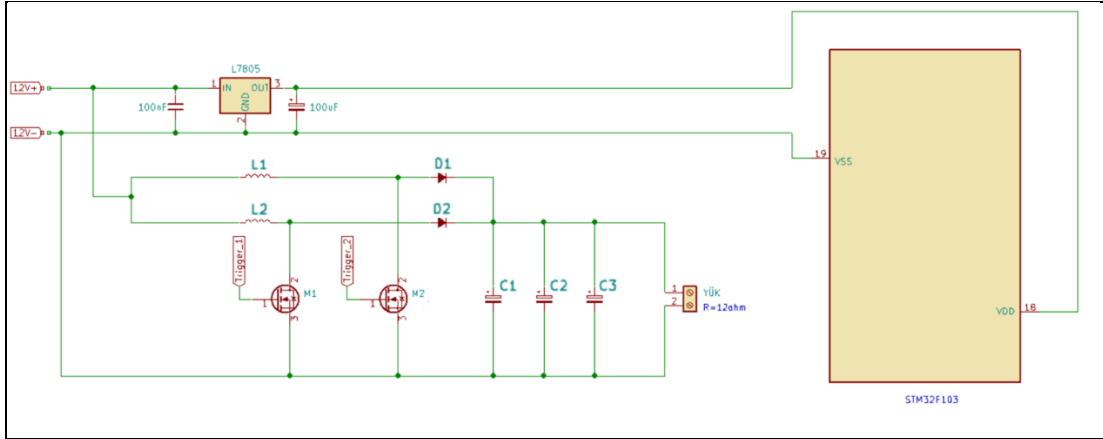 L7805
12V+
1 IN OUT 3
100nF
GND
2
100uF
12V-
19 VSS
L1
D1
L2
D2
Trigger_1
Trigger_2
2
2
1
M1
1
M2
3
3
C1
C2
C3
1 YÜK
2 R=12ohm
VDD 18
STM32F103